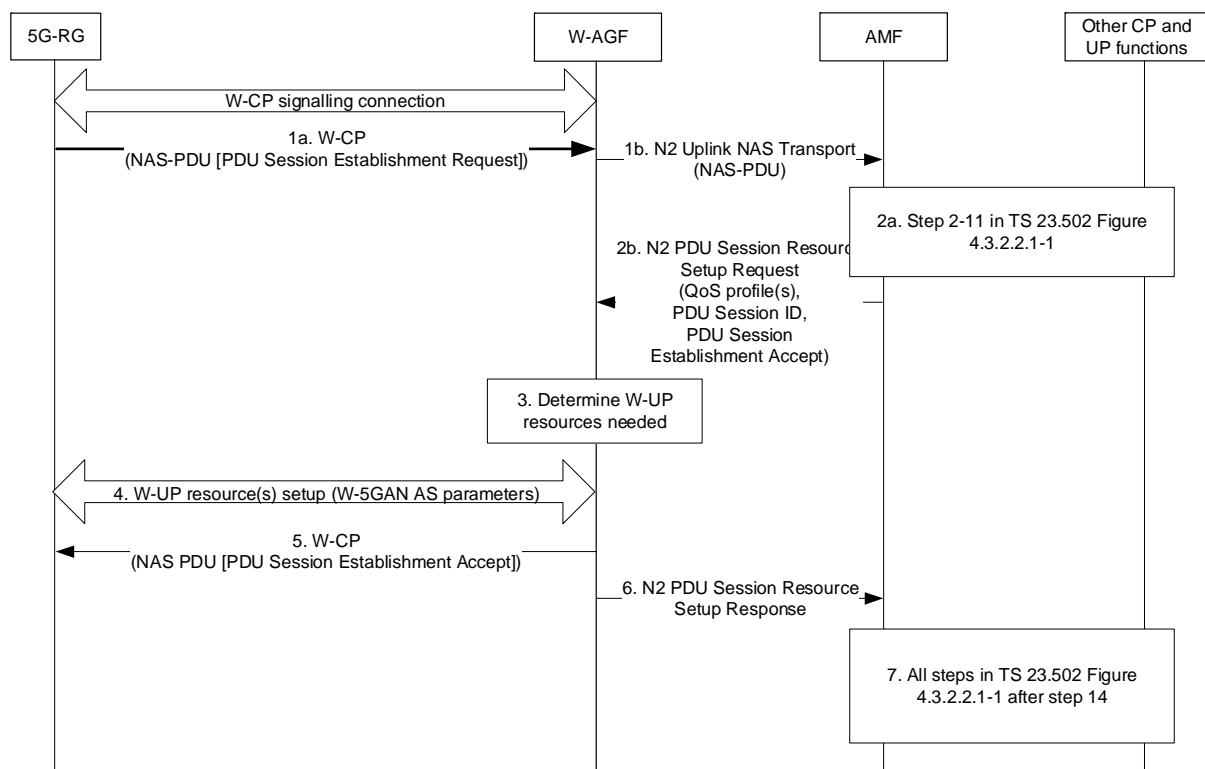 5G-RG
W-AGF
AMF
Other CP and
UP functions
W-CP signalling connection
1a. W-CP
(NAS-PDU [PDU Session Establishment Request])
1b. N2 Uplink NAS Transport
(NAS-PDU)
2a. Step 2-11 in TS 23.502 Figure
4.3.2.2.1-1
2b. N2 PDU Session Resourc
Setup Request
(QoS profile(s),
PDU Session ID,
PDU Session
Establishment Accept)
3. Determine W-UP
resources needed
4. W-UP resource(s) setup (W-5GAN AS parameters)
5. W-CP
(NAS PDU [PDU Session Establishment Accept])
6. N2 PDU Session Resource
Setup Response
7. All steps in TS 23.502 Figure
4.3.2.2.1-1 after step 14